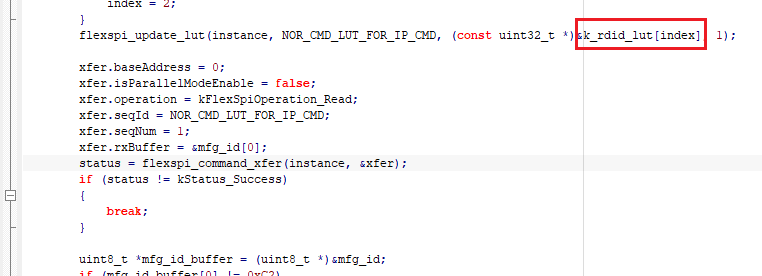 index = 2;
}
flexspi_update_lut(instance, NOR_CMD_LUT_FOR_IP_CMD, (const uint32_t *)&k_rdid_lut[index], 1);
xfer.baseAddress = 0;
xfer.isParallelModeEnable = false;
xfer.operation = kFlexSpiOperation_Read;
xfer.seqId = NOR_CMD_LUT_FOR_IP_CMD;
xfer.seqNum = 1;
xfer.rxBuffer = &mfg_id[0];
status = flexspi_command_xfer(instance, &xfer);
if (status != kStatus_Success)
{
break;
}
uint8_t *mfg_id_buffer = (uint8_t *)&mfg_id;
if (mfg_id_buffer[0] != 0xC2)